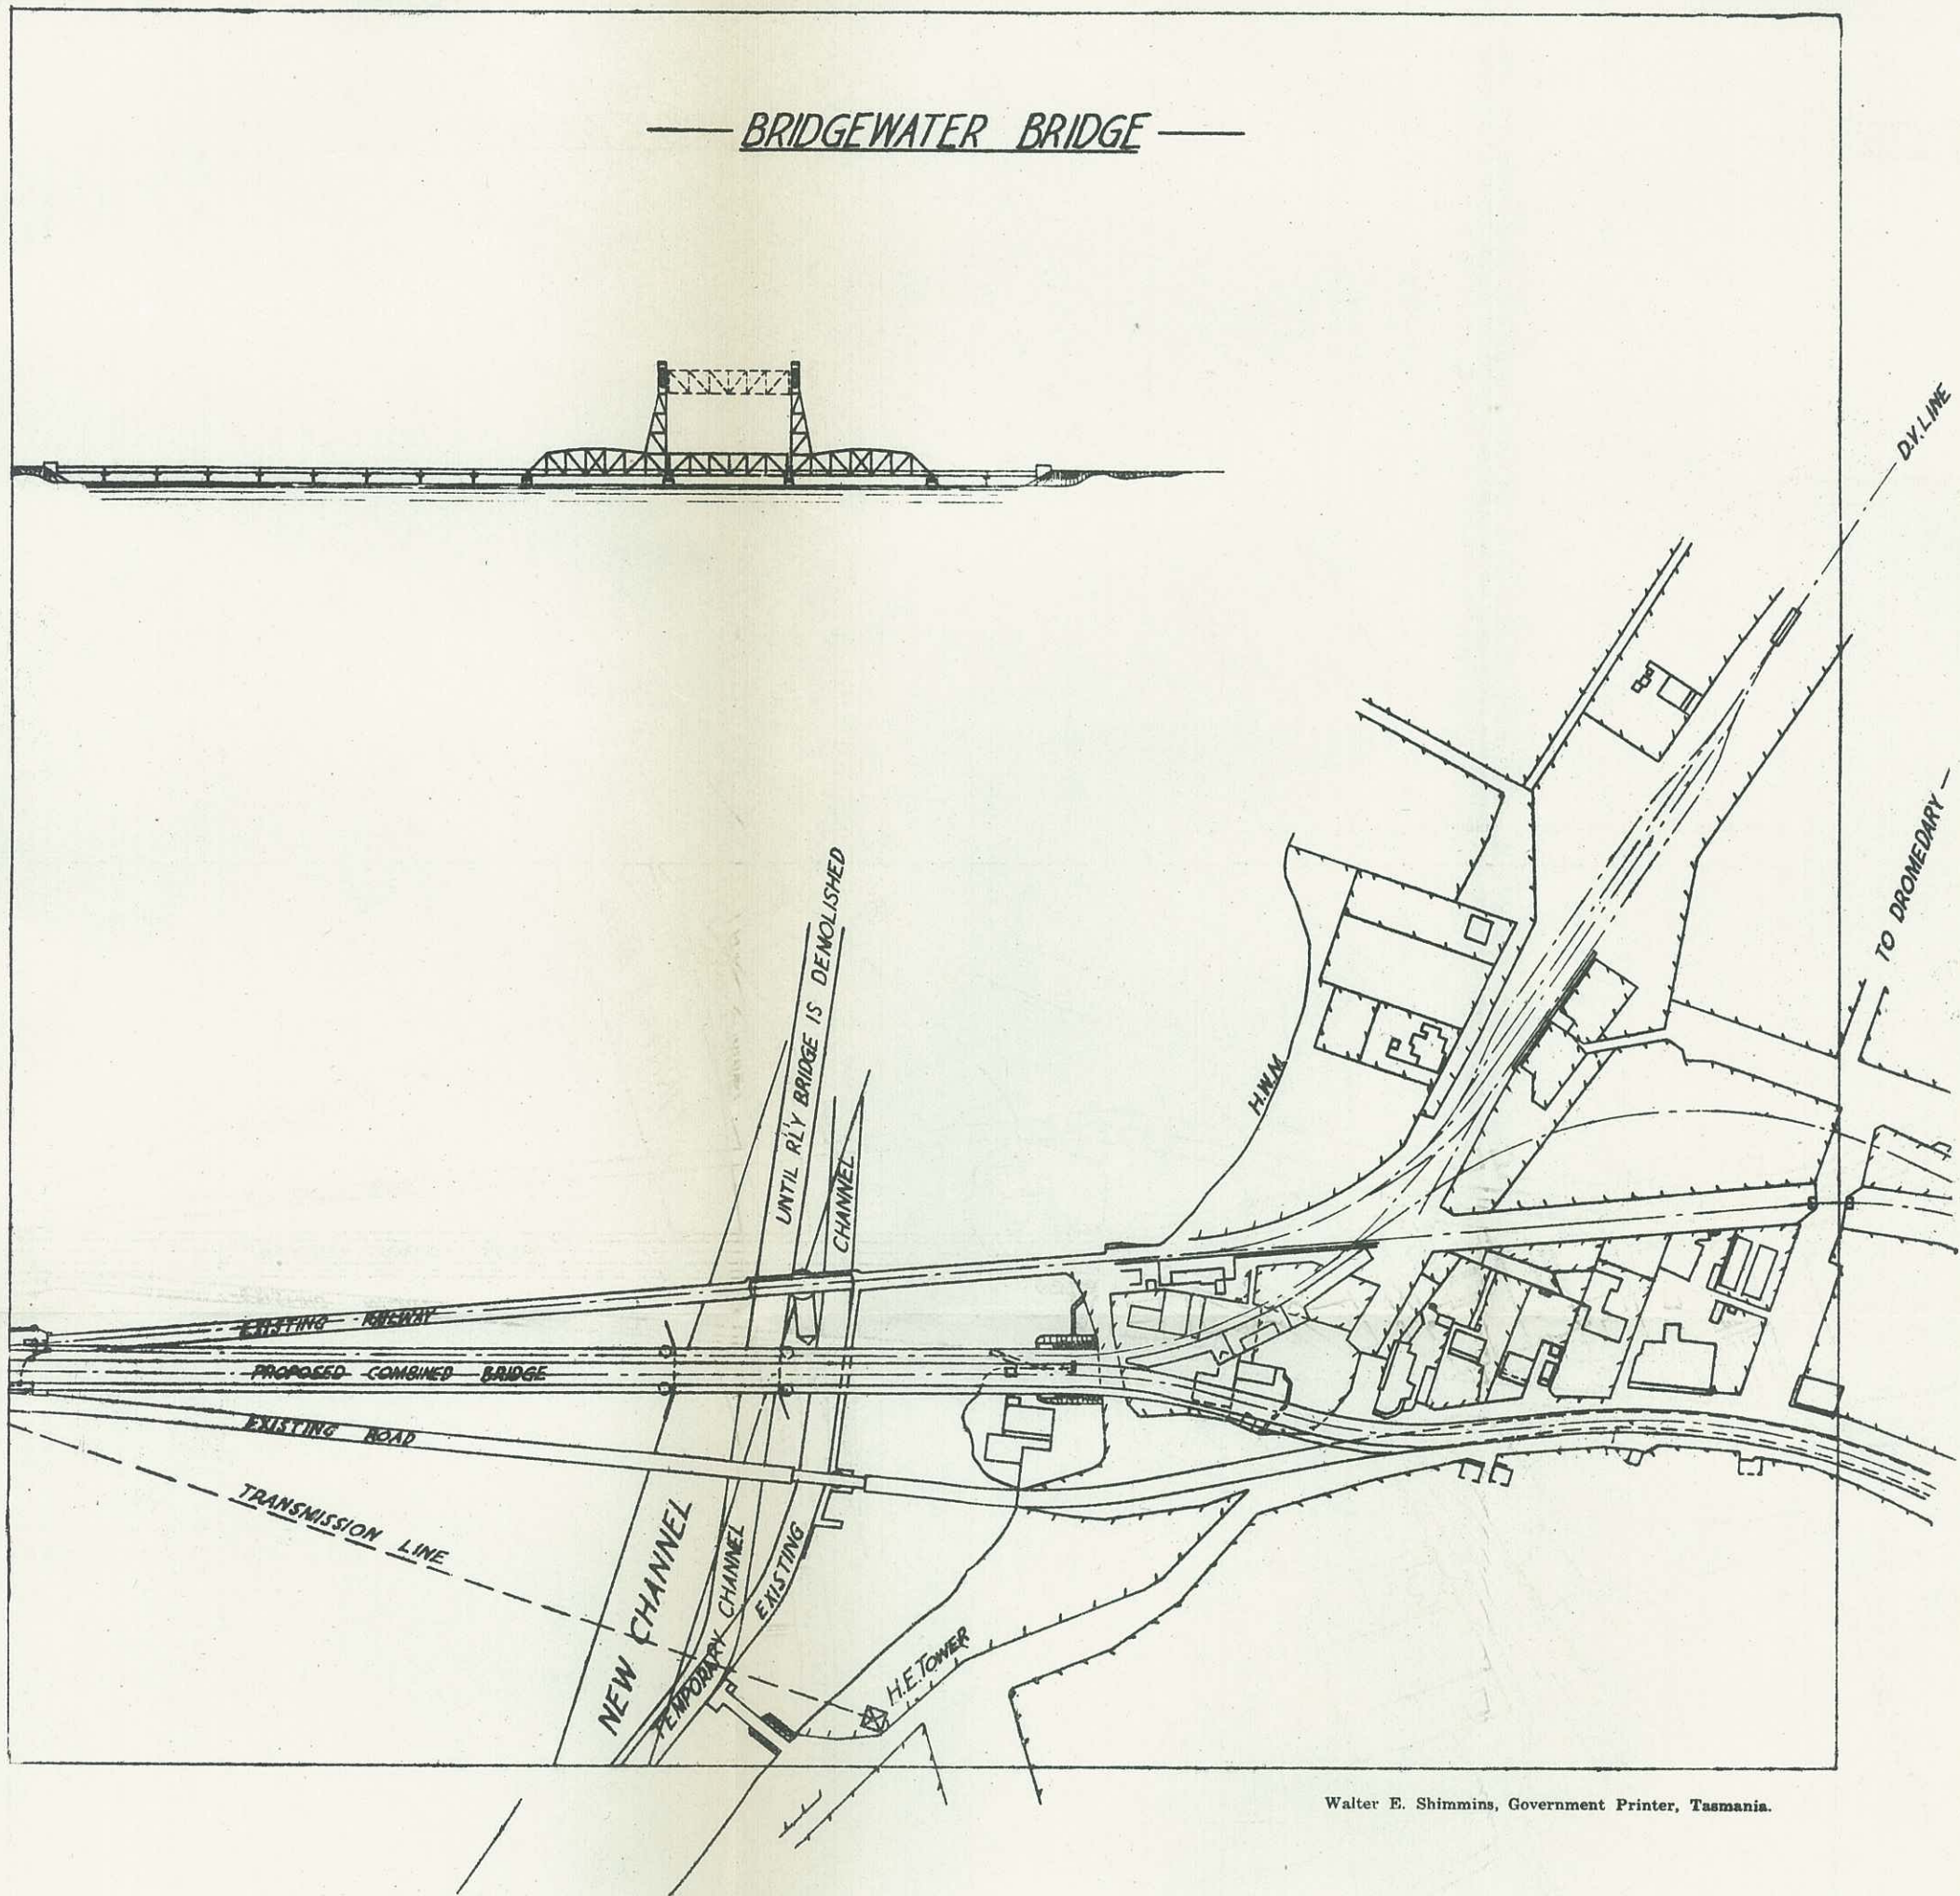 BRIDGEWATER BRIDGE
D.V. LINE
TO DROMEDARY
UNTIL RL'Y BRIDGE IS DEMOLISHED
CHANNEL
H.W.M.
EXISTING RAILWAY
PROPOSED COMBINED BRIDGE
EXISTING ROAD
TRANSMISSION LINE
NEW CHANNEL
TEMPORARY CHANNEL
EXISTING
H.E. TOWER
Walter E. Shimmins, Government Printer, Tasmania.